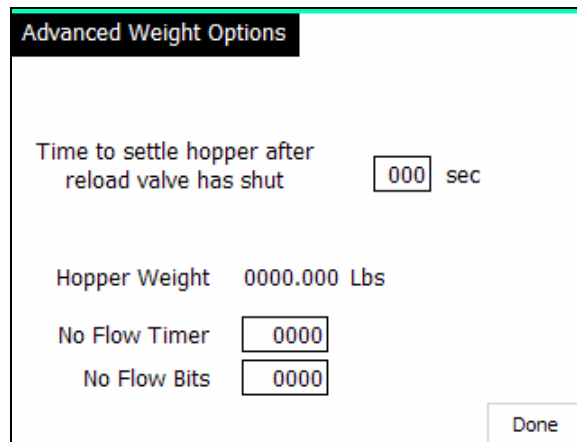 Advanced Weight Options
Time to settle hopper after
reload valve has shut
000 sec
Hopper Weight 0000.000 Lbs
No Flow Timer 0000
No Flow Bits 0000
Done